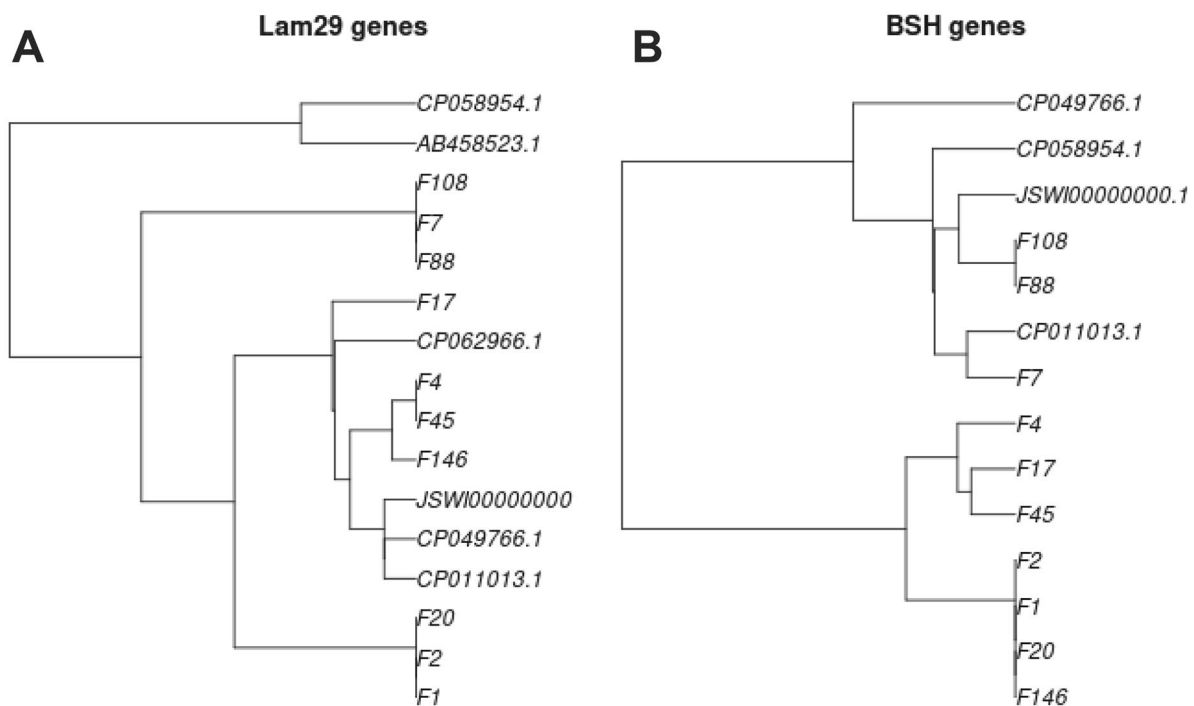 A
Lam29 genes
CP058954.1
AB458523.1
F108
F7
F88
F17
CP062966.1
F4
F45
F146
JSWI00000000
CP049766.1
CP011013.1
F20
F2
F1
B
BSH genes
CP049766.1
CP058954.1
JSWI00000000.1
F108
F88
CP011013.1
F7
F4
F17
F45
F2
F1
F20
F146